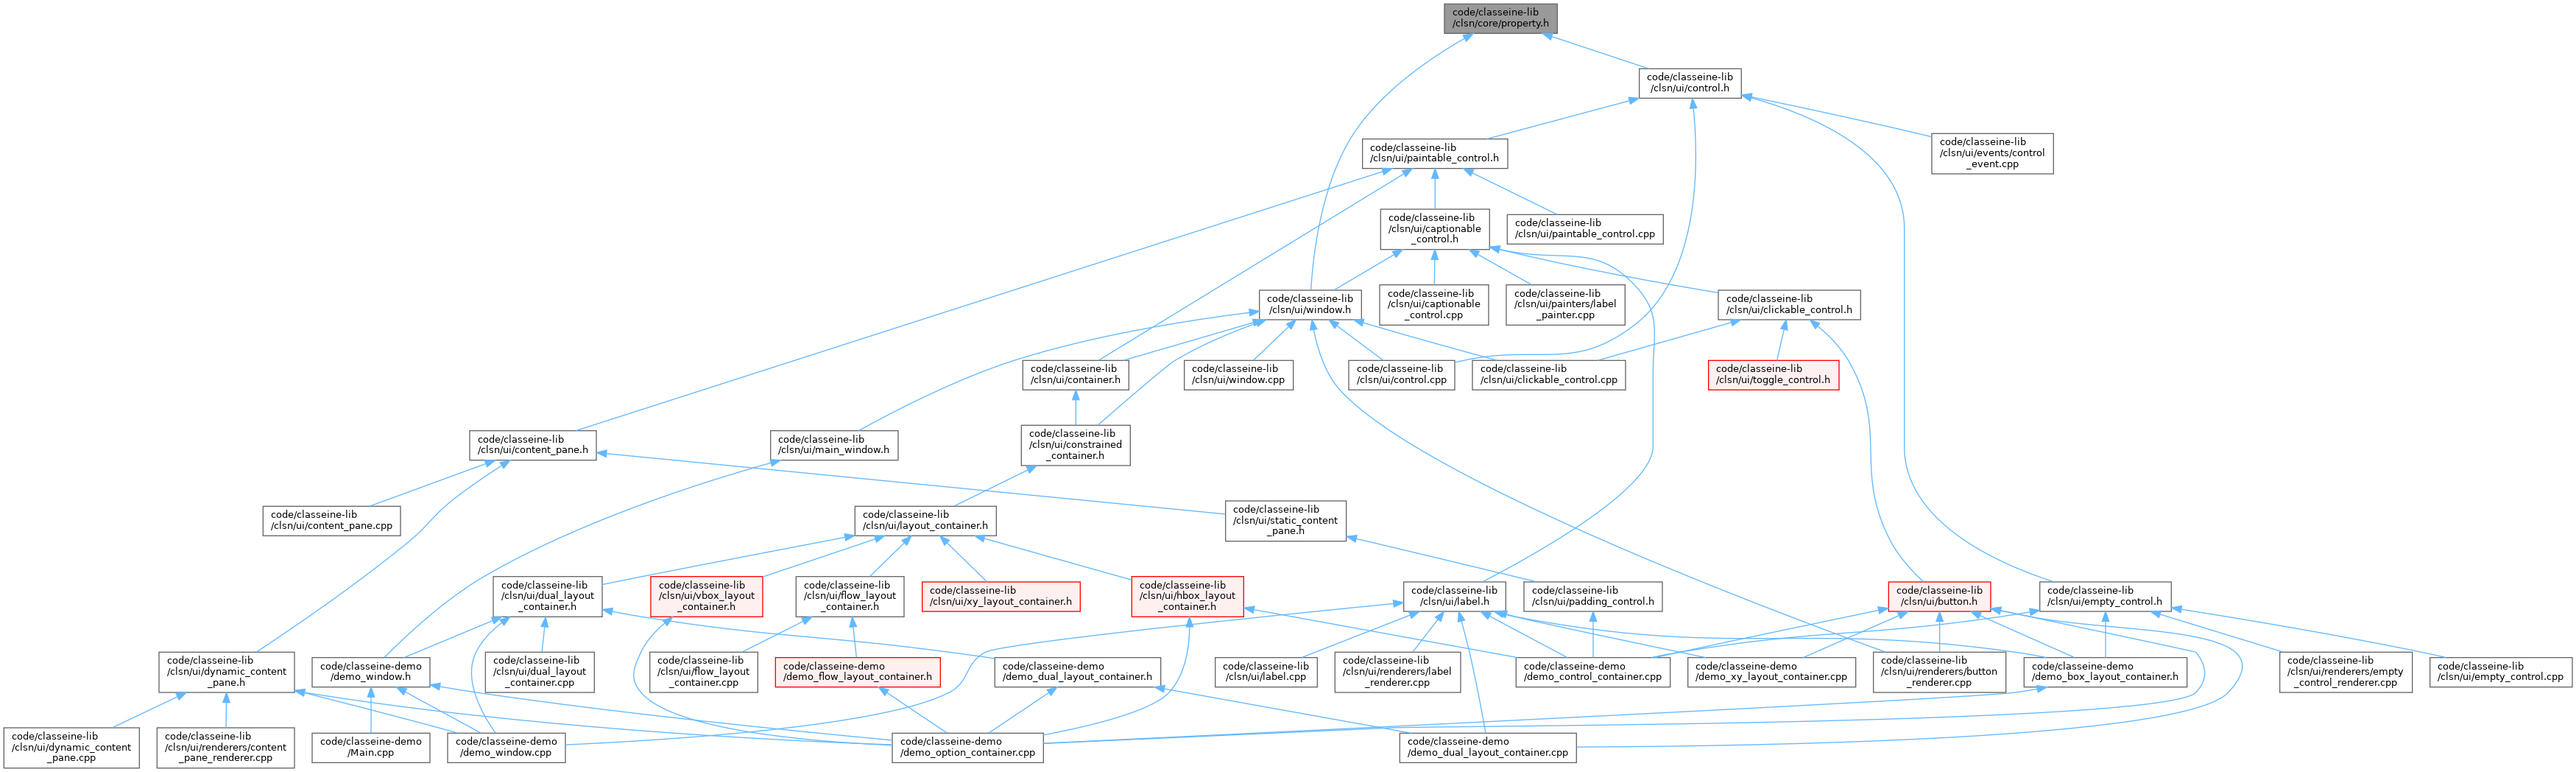 code/classeine-lib
/clsn/core/property.h
code/classeine-lib
/clsn/ui/control.h
code/classeine-lib
/clsn/ui/paintable_control.h
code/classeine-lib
/clsn/ui/events/control
_event.cpp
code/classeine-lib
/clsn/ui/captionable
_control.h
code/classeine-lib
/clsn/ui/paintable_control.cpp
code/classeine-lib
/clsn/ui/window.h
code/classeine-lib
/clsn/ui/captionable
_control.cpp
code/classeine-lib
/clsn/ui/painters/label
_painter.cpp
code/classeine-lib
/clsn/ui/clickable_control.h
code/classeine-lib
/clsn/ui/container.h
code/classeine-lib
/clsn/ui/window.cpp
code/classeine-lib
/clsn/ui/control.cpp
code/classeine-lib
/clsn/ui/clickable_control.cpp
code/classeine-lib
/clsn/ui/toggle_control.h
code/classeine-lib
/clsn/ui/content_pane.h
code/classeine-lib
/clsn/ui/main_window.h
code/classeine-lib
/clsn/ui/constrained
_container.h
code/classeine-lib
/clsn/ui/content_pane.cpp
code/classeine-lib
/clsn/ui/layout_container.h
code/classeine-lib
/clsn/ui/static_content
_pane.h
code/classeine-lib
/clsn/ui/dual_layout
_container.h
code/classeine-lib
/clsn/ui/vbox_layout
_container.h
code/classeine-lib
/clsn/ui/flow_layout
_container.h
code/classeine-lib
/clsn/ui/xy_layout_container.h
code/classeine-lib
/clsn/ui/hbox_layout
_container.h
code/classeine-lib
/clsn/ui/label.h
code/classeine-lib
/clsn/ui/padding_control.h
code/classeine-lib
/clsn/ui/button.h
code/classeine-lib
/clsn/ui/empty_control.h
code/classeine-lib
/clsn/ui/dynamic_content
_pane.h
code/classeine-demo
/demo_window.h
code/classeine-lib
/clsn/ui/dual_layout
_container.cpp
code/classeine-lib
/clsn/ui/flow_layout
_container.cpp
code/classeine-demo
/demo_flow_layout_container.h
code/classeine-demo
/demo_dual_layout_container.h
code/classeine-lib
/clsn/ui/label.cpp
code/classeine-lib
/clsn/ui/renderers/label
_renderer.cpp
code/classeine-demo
/demo_control_container.cpp
code/classeine-demo
/demo_xy_layout_container.cpp
code/classeine-lib
/clsn/ui/renderers/button
_renderer.cpp
code/classeine-demo
/demo_box_layout_container.h
code/classeine-lib
/clsn/ui/renderers/empty
_control_renderer.cpp
code/classeine-lib
/clsn/ui/empty_control.cpp
code/classeine-lib
/clsn/ui/dynamic_content
_pane.cpp
code/classeine-lib
/clsn/ui/renderers/content
_pane_renderer.cpp
code/classeine-demo
/Main.cpp
code/classeine-demo
/demo_window.cpp
code/classeine-demo
/demo_option_container.cpp
code/classeine-demo
/demo_dual_layout_container.cpp